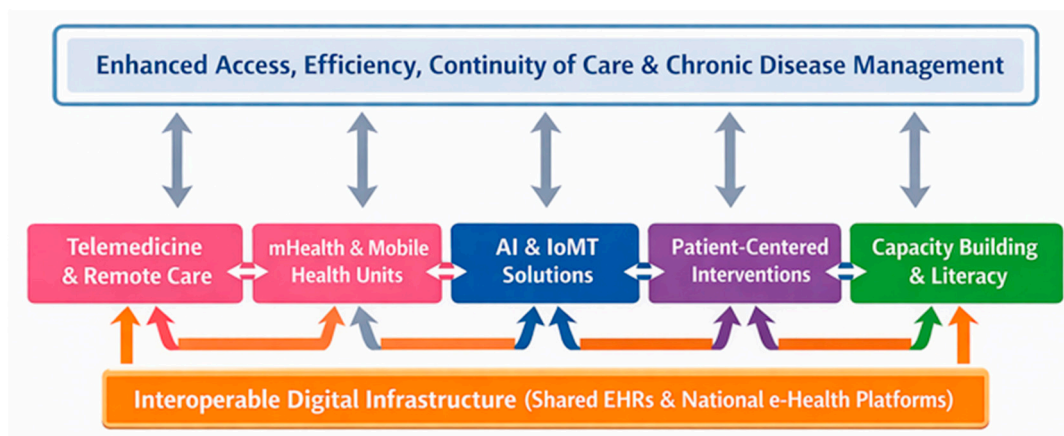 Enhanced Access, Efficiency, Continuity of Care & Chronic Disease Management
Telemedicine
& Remote Care
mHealth & Mobile
Health Units
AI & IoMT
Solutions
Patient-Centered
Interventions
Capacity Building
& Literacy
Interoperable Digital Infrastructure (Shared EHRs & National e-Health Platforms)